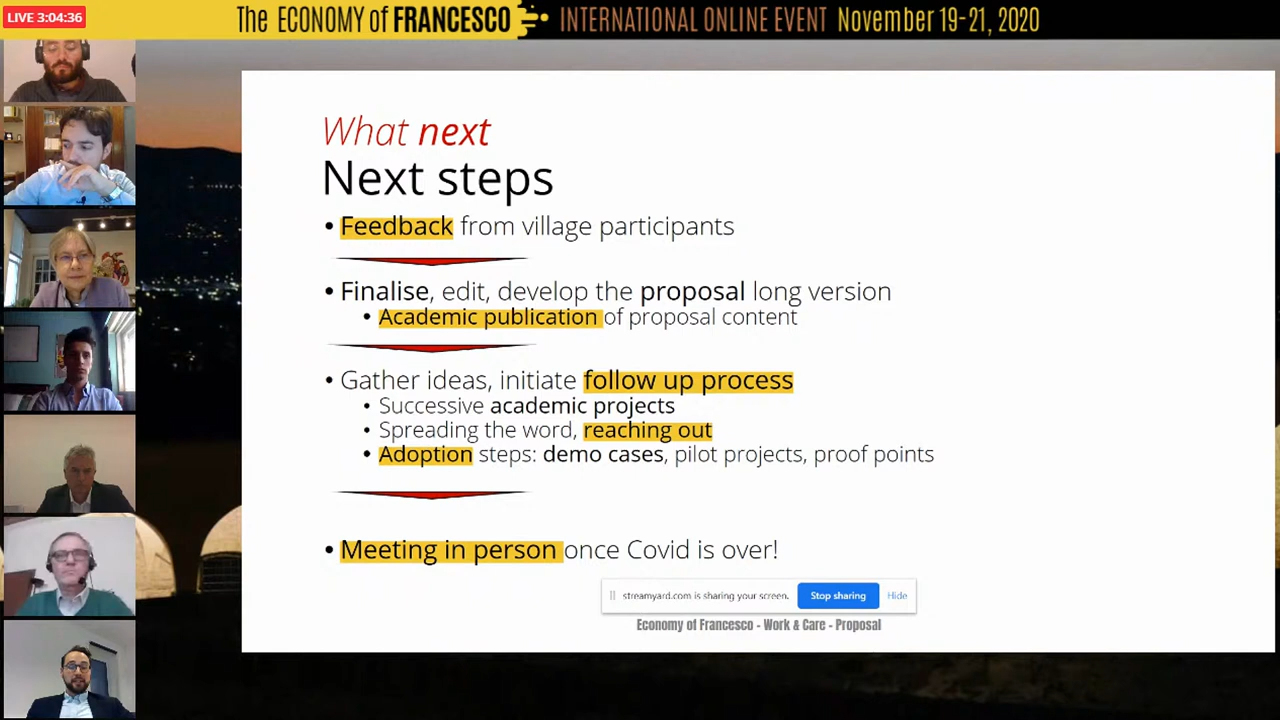 LIVE 3:04:36
The ECONOMY of FRANCESCO INTERNATIONAL ONLINE EVENT November 19-21, 2020
What next
Next steps
• Feedback from village participants
• Finalise, edit, develop the proposal long version
• Academic publication of proposal content
• Gather ideas, initiate follow up process
• Successive academic projects
• Spreading the word, reaching out
• Adoption steps: demo cases, pilot projects, proof points
• Meeting in person once Covid is over!
streamyard.com is sharing your screen. Stop sharing Hide
Economy of Francesco - Work & Care - Proposal